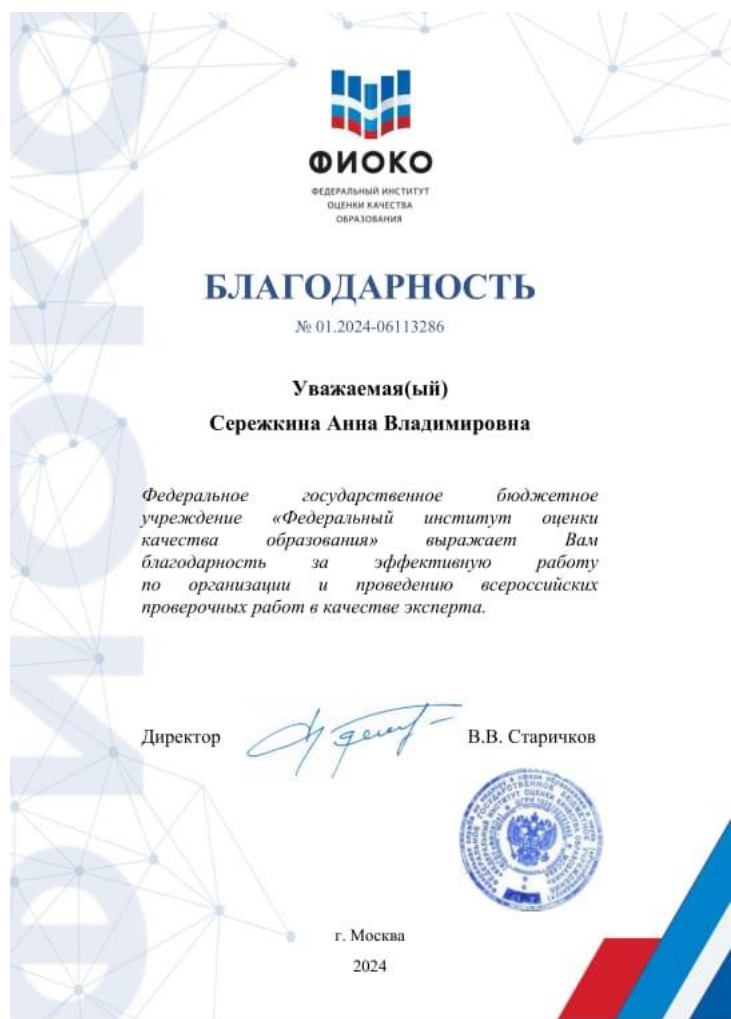 ФИОКО
ФЕДЕРАЛЬНЫЙ ИНСТИТУТ
ОЦЕНКИ КАЧЕСТВА
ОБРАЗОВАНИЯ
БЛАГОДАРНОСТЬ
№ 01.2024-06113286
Уважаемая(ый)
Сережкина Анна Владимировна
Федеральное государственное бюджетное
учреждение «Федеральный институт оценки
качества образования» выражает Вам
благодарность за эффективную работу
по организации и проведению всероссийских
проверочных работ в качестве эксперта.
Директор В.В. Старичков
г. Москва
2024
ФИОКО